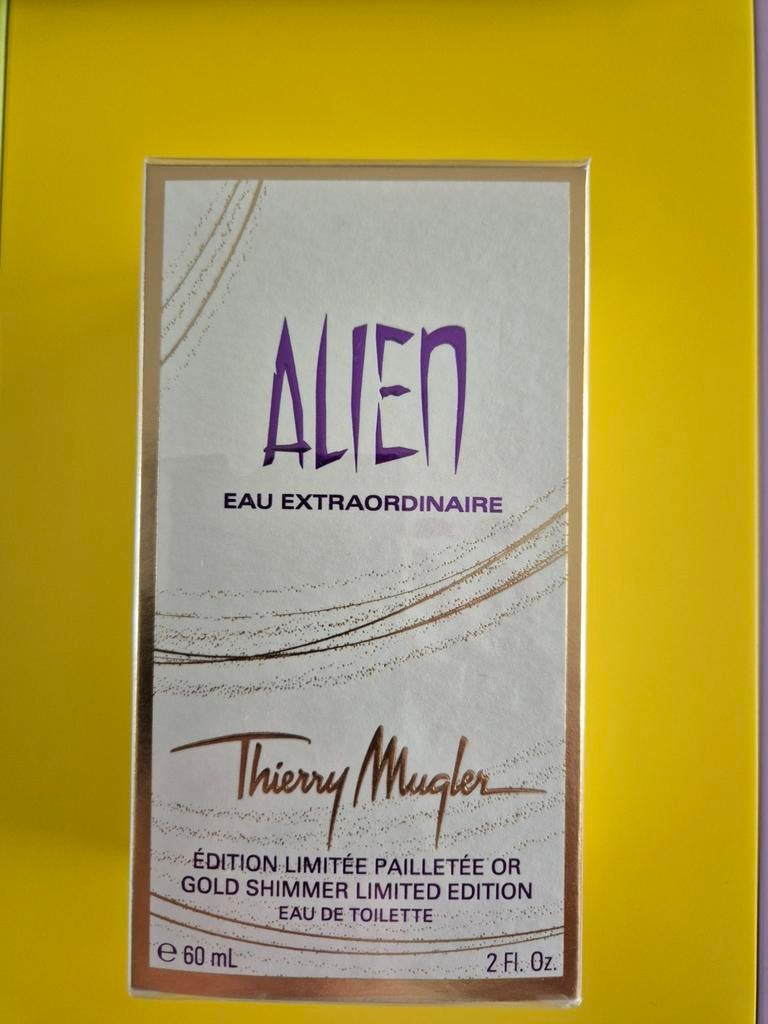 ALIEN
EAU EXTRAORDINAIRE
Thierry Mugler
ÉDITION LIMITÉE PAILLETÉE OR
GOLD SHIMMER LIMITED EDITION
EAU DE TOILETTE
℮ 60 mL 2 Fl. Oz.